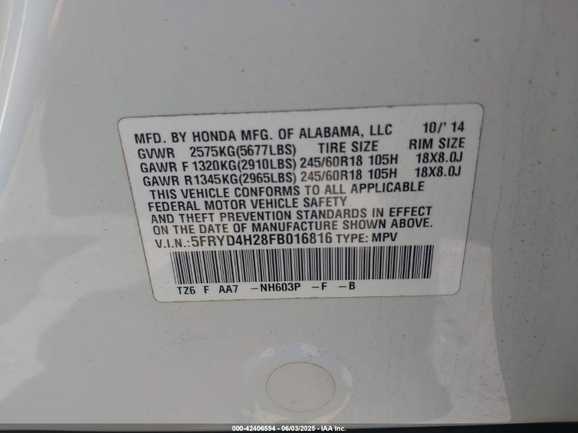 MFD. BY HONDA MFG. OF ALABAMA, LLC 10/'14
GVWR 2575KG(5677LBS) TIRE SIZE RIM SIZE
GAWR F 1320KG(2910LBS) 245/60R18 105H 18X8.0J
GAWR R 1345KG(2965LBS) 245/60R18 105H 18X8.0J
THIS VEHICLE CONFORMS TO ALL APPLICABLE
FEDERAL MOTOR VEHICLE SAFETY
AND THEFT PREVENTION STANDARDS IN EFFECT
ON THE DATE OF MANUFACTURE SHOWN ABOVE.
V.I.N.: 5FRYD4H28FB016816 TYPE: MPV
TZ6 F AA7 -NH603P -F -B
000-42406554 - 06/03/2025 - IAA Inc.